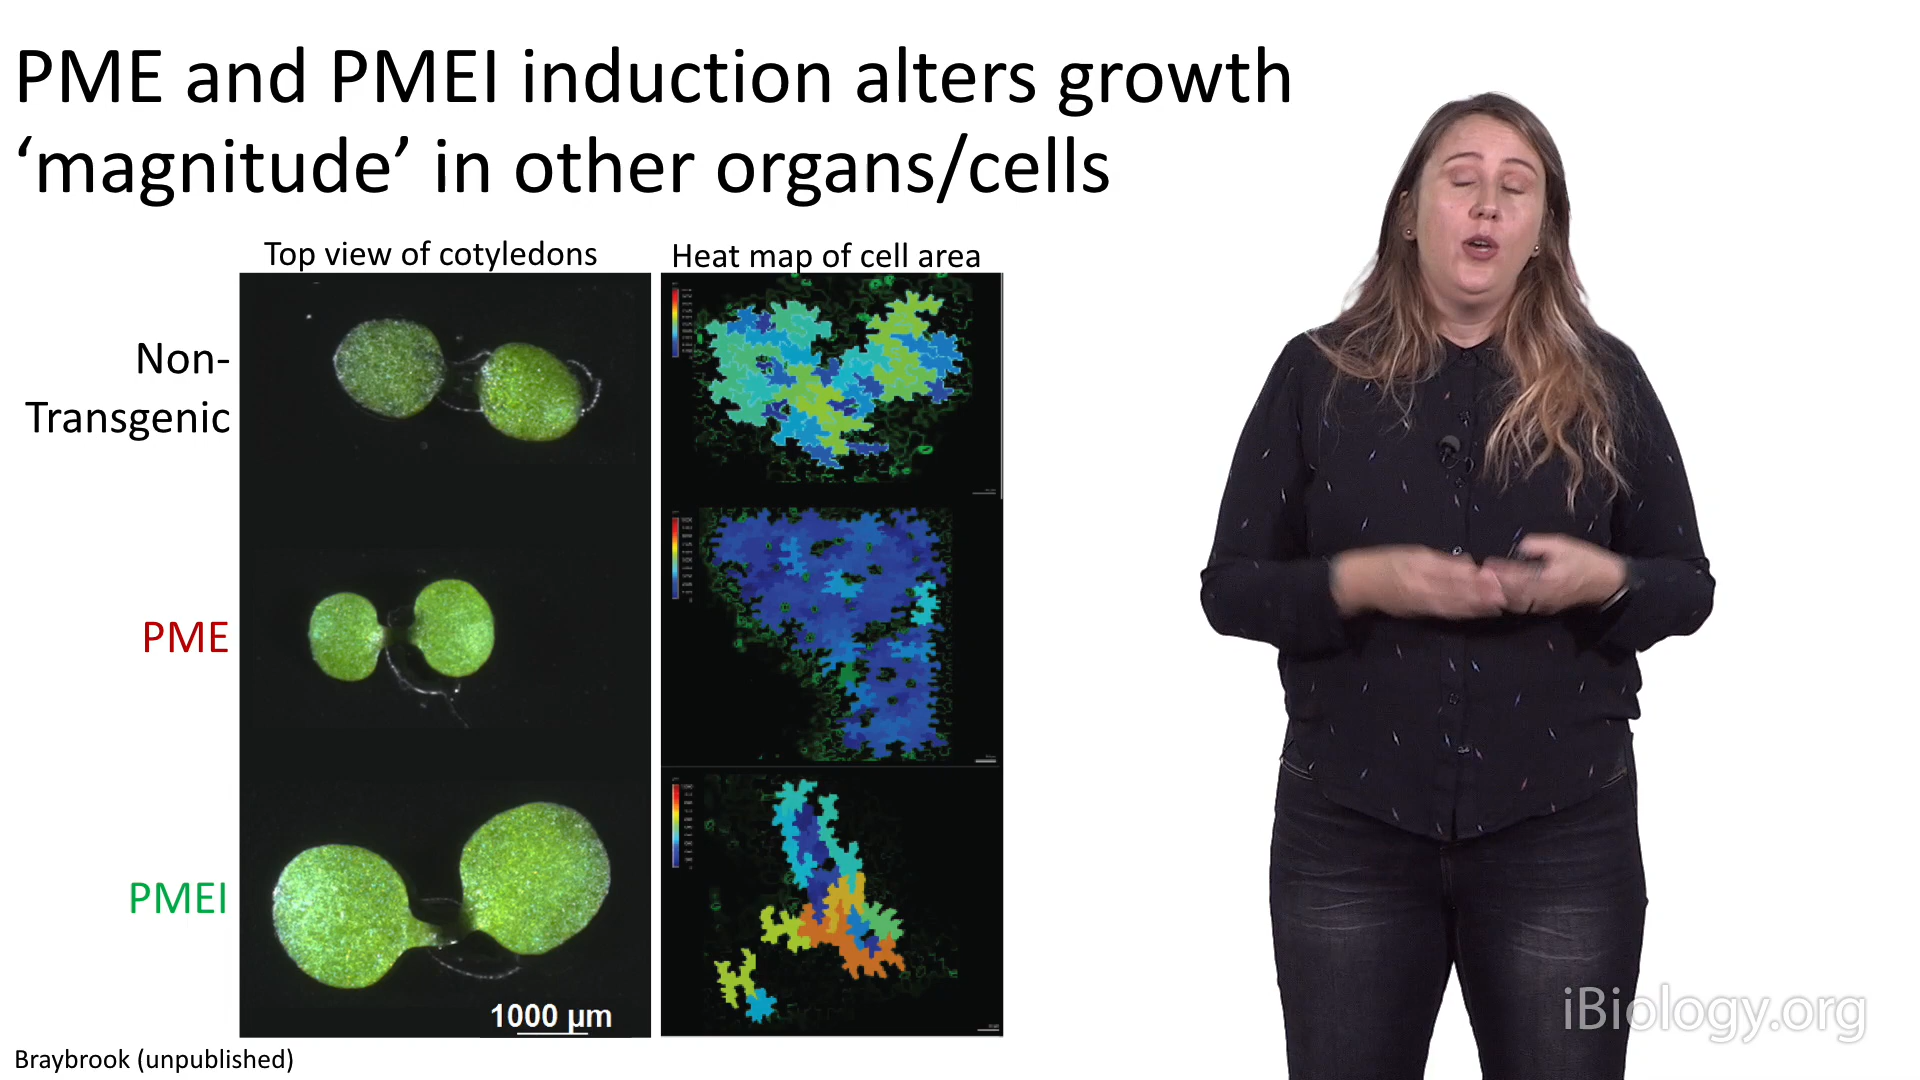 PME and PMEI induction alters growth
‘magnitude’ in other organs/cells
Top view of cotyledons
Heat map of cell area
Non-
Transgenic
PME
PMEI
1000 µm
Braybrook (unpublished)
iBiology.org